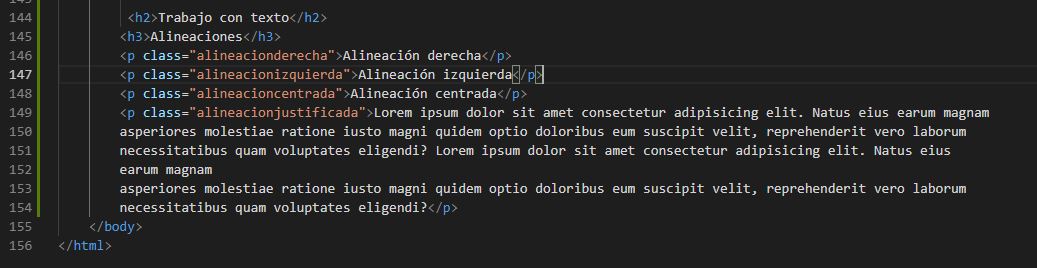 144 <h2>Trabajo con texto</h2>
145 <h3>Alineaciones</h3>
146 <p class="alineacionderecha">Alineación derecha</p>
147 <p class="alineacionizquierda">Alineación izquierda</p>
148 <p class="alineacioncentrada">Alineación centrada</p>
149 <p class="alineacionjustificada">Lorem ipsum dolor sit amet consectetur adipisicing elit. Natus eius earum magnam
150 asperiores molestiae ratione iusto magni quidem optio doloribus eum suscipit velit, reprehenderit vero laborum
151 necessitatibus quam voluptates eligendi? Lorem ipsum dolor sit amet consectetur adipisicing elit. Natus eius
152 earum magnam
153 asperiores molestiae ratione iusto magni quidem optio doloribus eum suscipit velit, reprehenderit vero laborum
154 necessitatibus quam voluptates eligendi?</p>
155 </body>
156 </html>